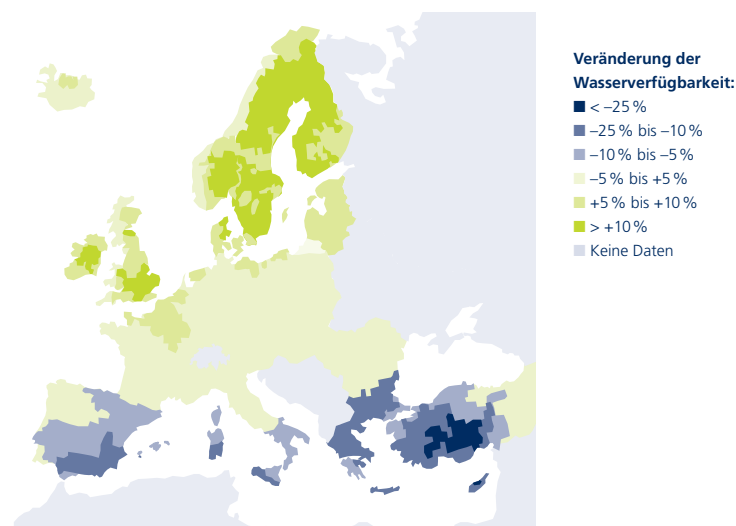 Veränderung der
Wasserverfügbarkeit:
< –25 %
–25 % bis –10 %
–10 % bis –5 %
–5 % bis +5 %
+5 % bis +10 %
> +10 %
Keine Daten